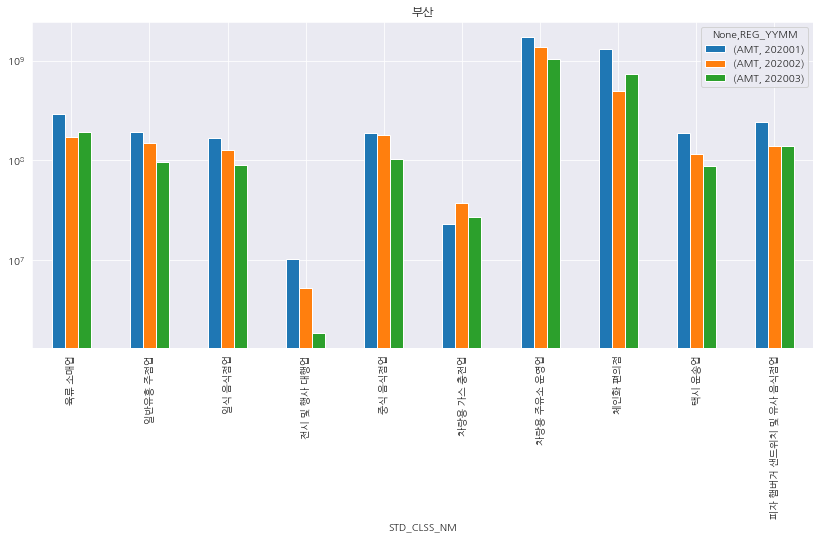 부산
None,REG_YYMM
(AMT, 202001)
(AMT, 202002)
(AMT, 202003)
10⁹
10⁸
10⁷
육류 소매업
일반유흥 주점업
일식 음식점업
전시 및 행사 대행업
중식 음식점업
차량용 가스 충전업
차량용 주유소 운영업
체인화 편의점
택시 운송업
피자 햄버거 샌드위치 및 유사 음식점업
STD_CLSS_NM